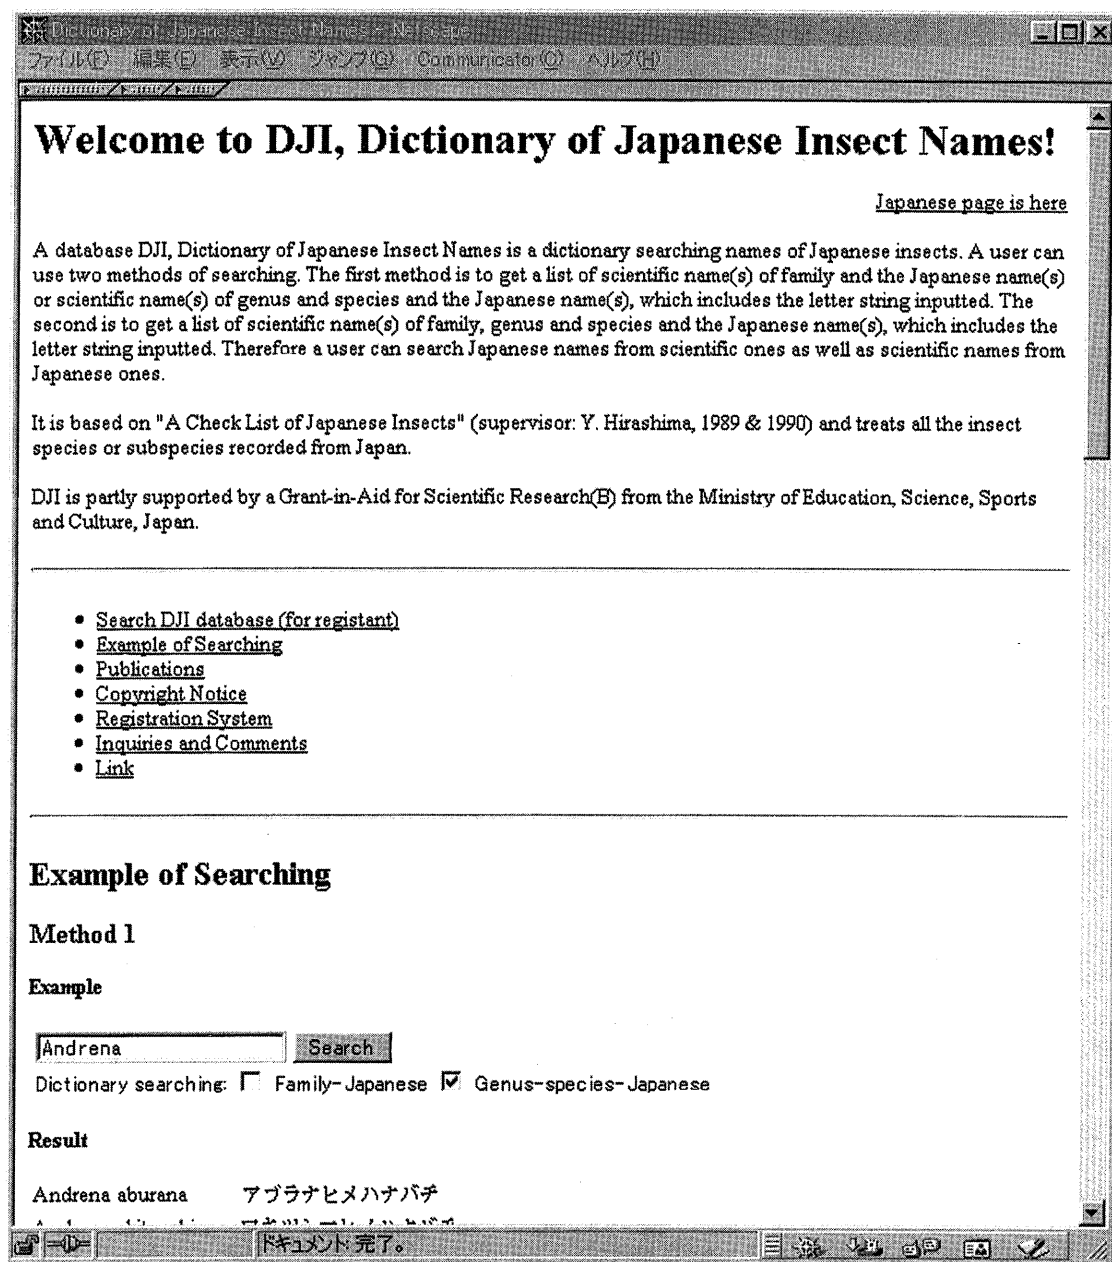 Dictionary of Japanese Insect Names - Netscape
ファイル(F) 編集(E) 表示(V) ジャンプ(G) Communicator(C) ヘルプ(H)
Welcome to DJI, Dictionary of Japanese Insect Names!
Japanese page is here
A database DJI, Dictionary of Japanese Insect Names is a dictionary searching names of Japanese insects. A user can
use two methods of searching. The first method is to get a list of scientific name(s) of family and the Japanese name(s)
or scientific name(s) of genus and species and the Japanese name(s), which includes the letter string inputted. The
second is to get a list of scientific name(s) of family, genus and species and the Japanese name(s), which includes the
letter string inputted. Therefore a user can search Japanese names from scientific ones as well as scientific names from
Japanese ones.
It is based on "A Check List of Japanese Insects" (supervisor: Y. Hirashima, 1989 & 1990) and treats all the insect
species or subspecies recorded from Japan.
DJI is partly supported by a Grant-in-Aid for Scientific Research(B) from the Ministry of Education, Science, Sports
and Culture, Japan.
Search DJI database (for registant)
Example of Searching
Publications
Copyright Notice
Registration System
Inquiries and Comments
Link
Example of Searching
Method 1
Example
Andrena Search
Dictionary searching: Family-Japanese Genus-species-Japanese
Result
Andrena aburana アブラナヒメハナバチ
ドキュメント: 完了。